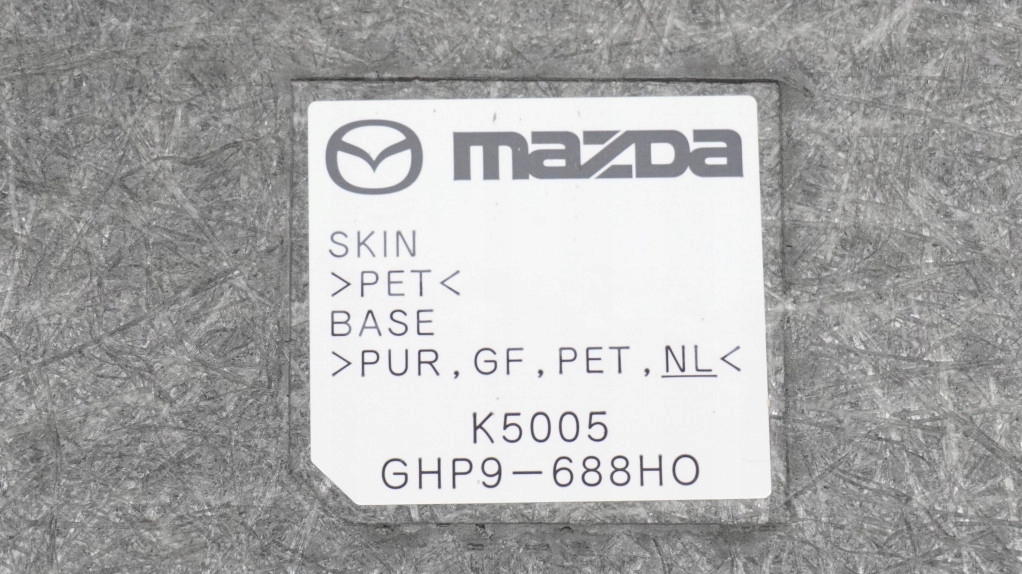 mazda
SKIN
>PET<
BASE
>PUR,GF,PET,NL<
K5005
GHP9-688HO